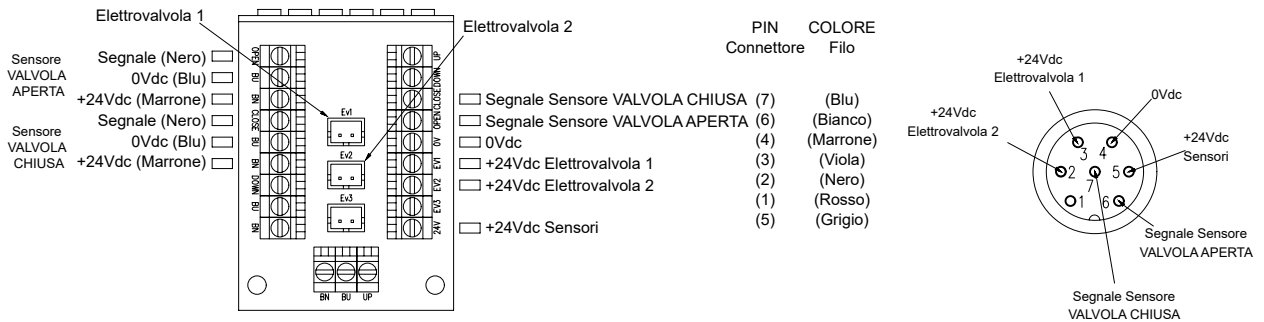 Elettrovalvola 1
Elettrovalvola 2
Sensore
VALVOLA
APERTA
Segnale (Nero)
0Vdc (Blu)
+24Vdc (Marrone)
Sensore
VALVOLA
CHIUSA
Segnale (Nero)
0Vdc (Blu)
+24Vdc (Marrone)
OPEN
BU
BN
CLOSE
BU
BN
DOWN
BU
BN
Ev1
Ev2
Ev3
UP
DOWN
CLOSE
OPEN
0V
EV1
EV2
EV3
24V
BN BU UP
PIN COLORE
Connettore Filo
Segnale Sensore VALVOLA CHIUSA (7) (Blu)
Segnale Sensore VALVOLA APERTA (6) (Bianco)
0Vdc (4) (Marrone)
+24Vdc Elettrovalvola 1 (3) (Viola)
+24Vdc Elettrovalvola 2 (2) (Nero)
(1) (Rosso)
+24Vdc Sensori (5) (Grigio)
+24Vdc
Elettrovalvola 1
0Vdc
+24Vdc
Elettrovalvola 2
+24Vdc
Sensori
3 4
2 5
7
1 6
Segnale Sensore
VALVOLA APERTA
Segnale Sensore
VALVOLA CHIUSA